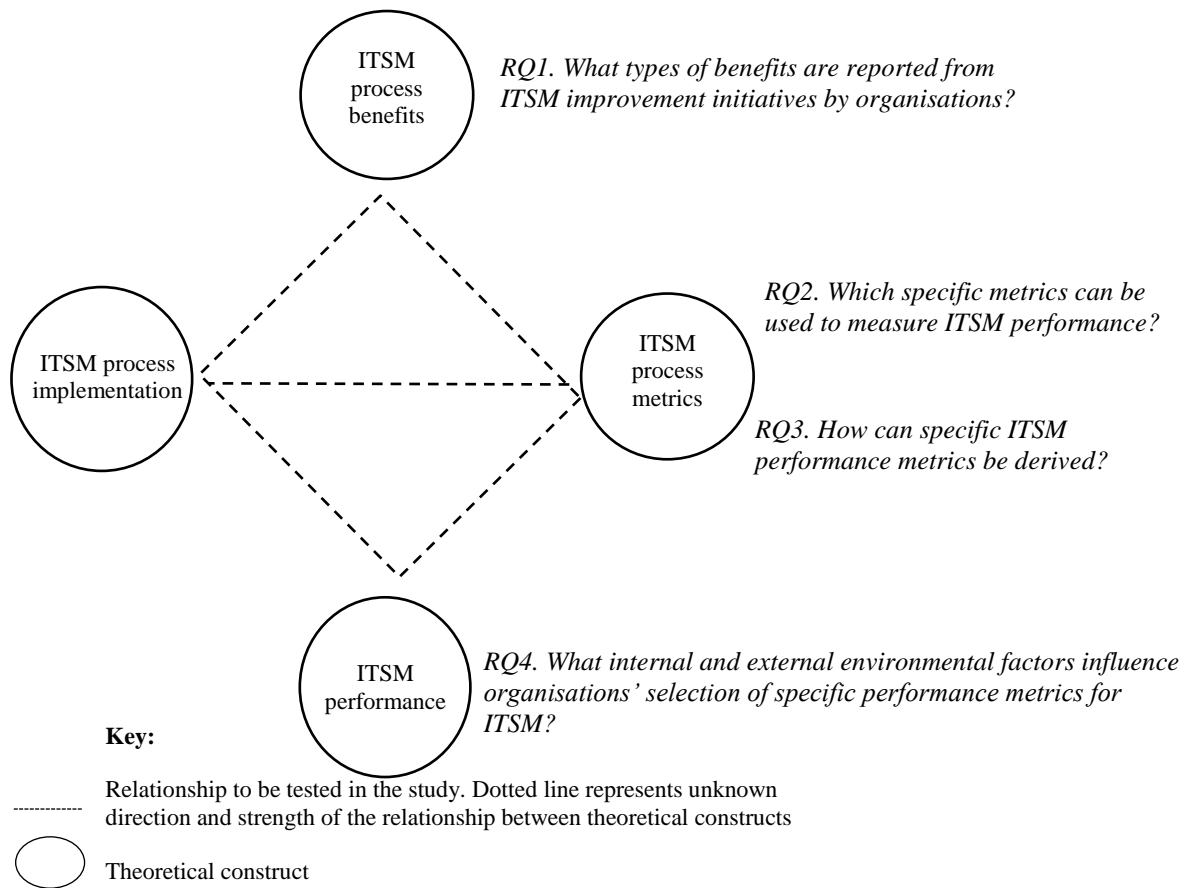 ITSM
process
benefits
RQ1. What types of benefits are reported from
ITSM improvement initiatives by organisations?
ITSM process
implementation
ITSM
process
metrics
RQ2. Which specific metrics can be
used to measure ITSM performance?
RQ3. How can specific ITSM
performance metrics be derived?
ITSM
performance
RQ4. What internal and external environmental factors influence
organisations’ selection of specific performance metrics for
ITSM?
Key:
Relationship to be tested in the study. Dotted line represents unknown
direction and strength of the relationship between theoretical constructs
Theoretical construct